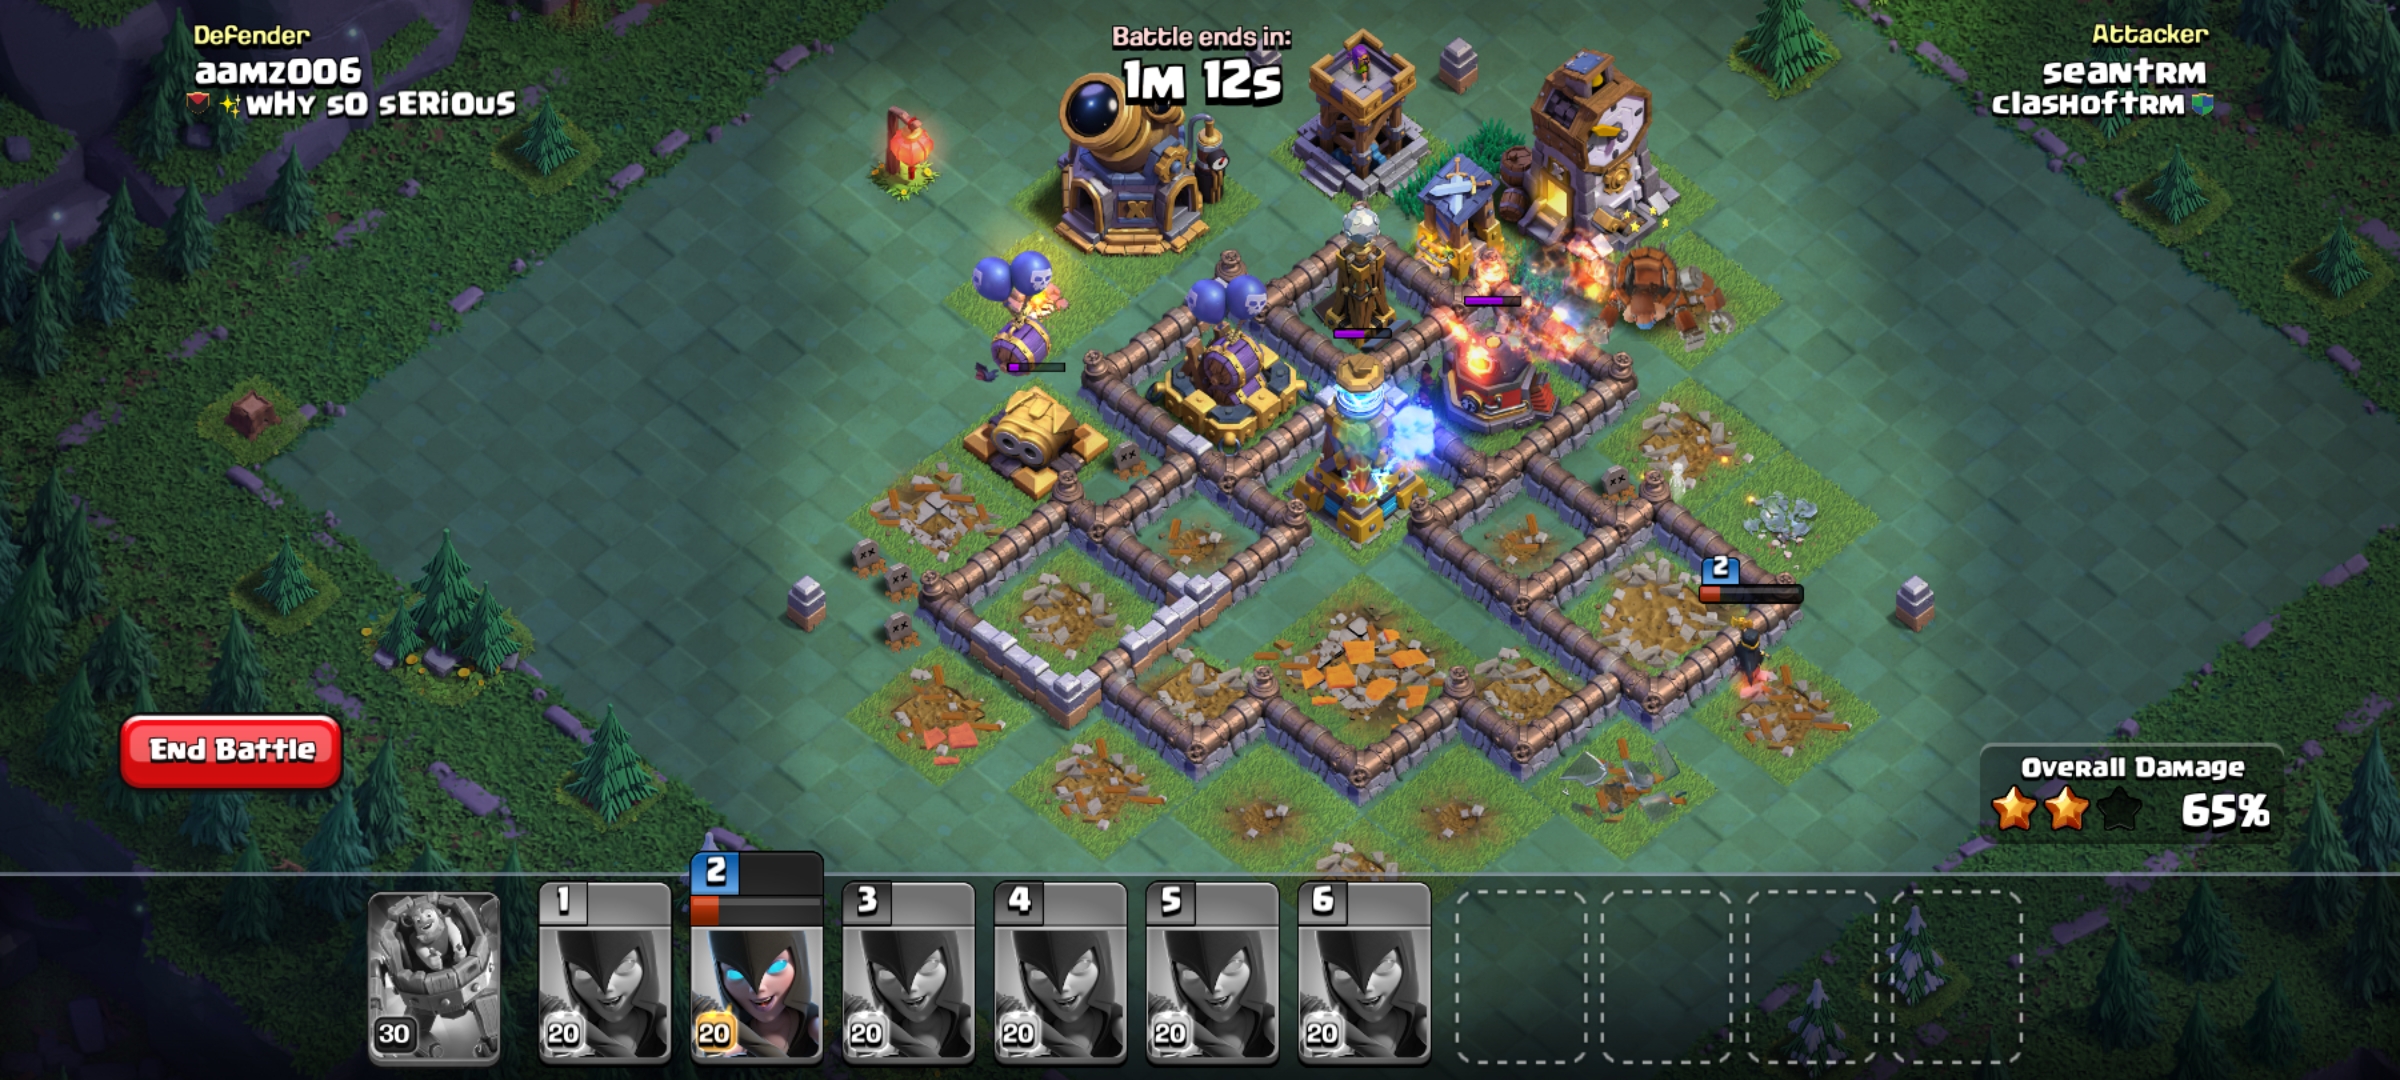 Defender
aamz006
wHy sO sERiOuS
Battle ends in:
1M 12s
Attacker
seantRM
clashoftRM
2
End Battle
Overall Damage
65%
30
1
20
2
20
3
20
4
20
5
20
6
20